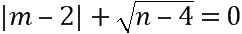 |m − 2| + √(n − 4) = 0